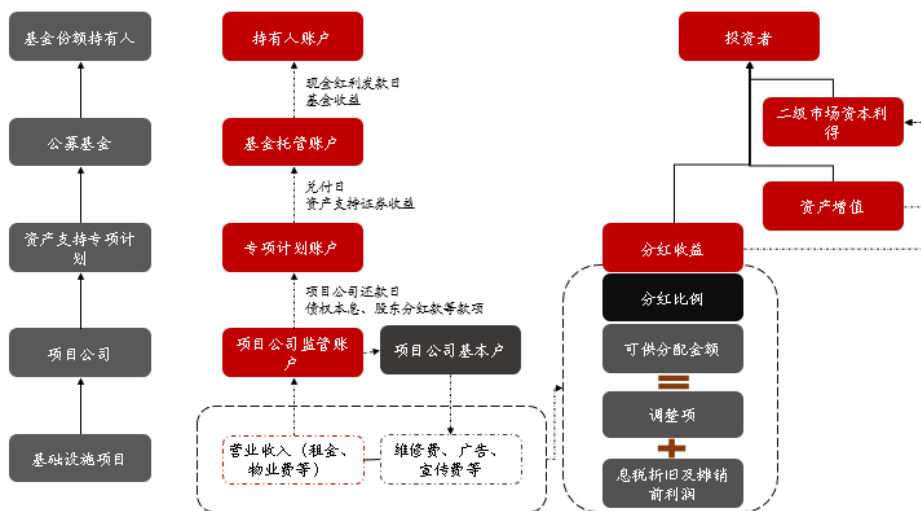 基金份额持有人
公募基金
资产支持专项计
划
项目公司
基础设施项目
持有人账户
现金红利发款日
基金收益
基金托管账户
兑付日
资产支持证券收益
专项计划账户
项目公司还款日
债权本息、股东分红款等款项
项目公司监管账
户
项目公司基本户
营业收入（租金、
物业费等）
维修费、广告、
宣传费等
投资者
二级市场资本利
得
资产增值
分红收益
分红比例
可供分配金额
调整项
息税折旧及摊销
前利润